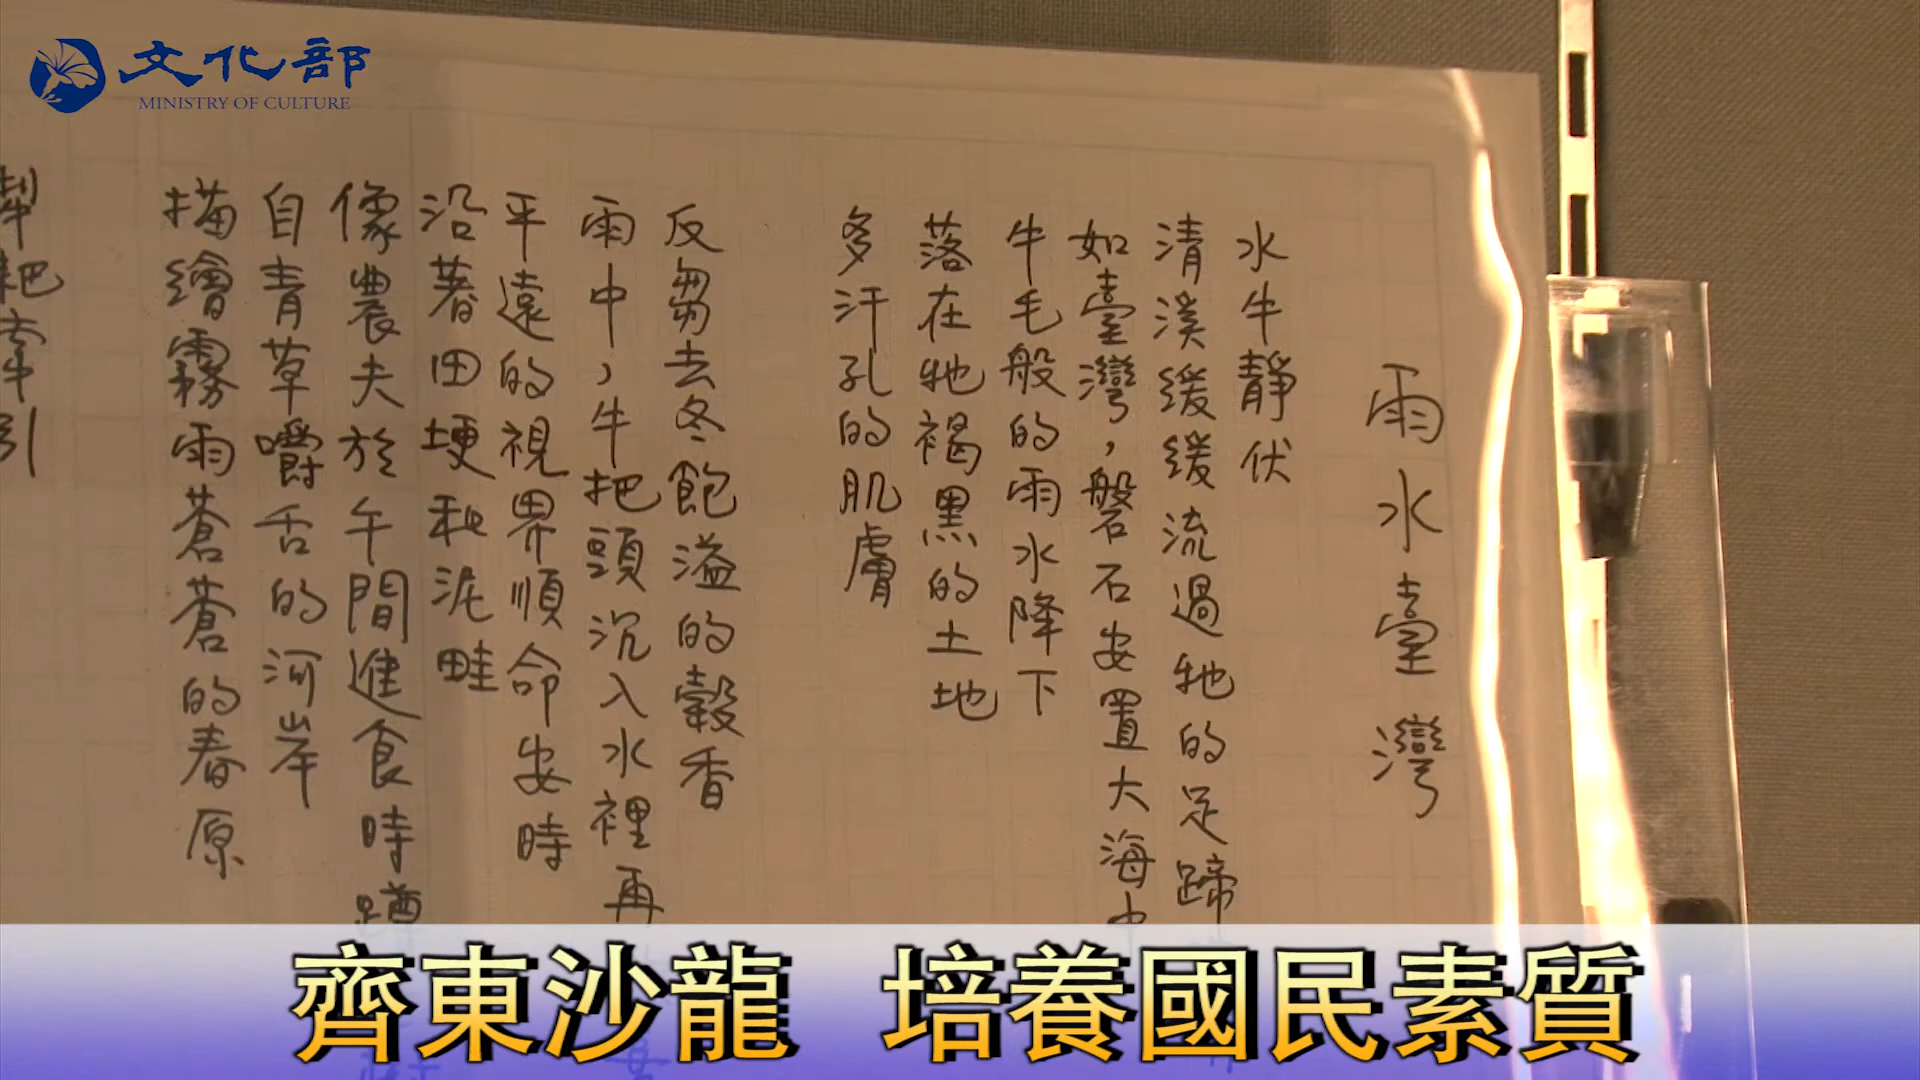 文化部
MINISTRY OF CULTURE
雨水臺灣
水牛靜伏
清溪緩緩流過牠的足蹄
如臺灣，磐石安置大海中
牛毛般的雨水降下
落在牠褐黑的土地
多汗孔的肌膚
反芻去冬飽溢的穀香
雨中，牛把頭沉入水裡再
平遠的視界順命安時
沿著田埂和泥畦
像農夫於午間進食時蹲
自青草嚼舌的河岸
描繪霧雨蒼蒼的春原
犁耙牽引
齊東沙龍 培養國民素質